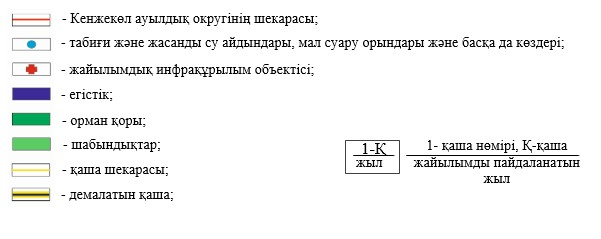 - Кенжекөл ауылдық округінің шекарасы;
- табиғи және жасанды су айдындары, мал суару орындары және басқа да көздері;
- жайылымдық инфрақұрылым объектісі;
- егістік;
- орман қоры;
- шабындықтар;
- қаша шекарасы;
- демалатын қаша;
1-Қ
жыл
1- қаша нөмірі, Қ-қаша
жайылымды пайдаланатын
жыл